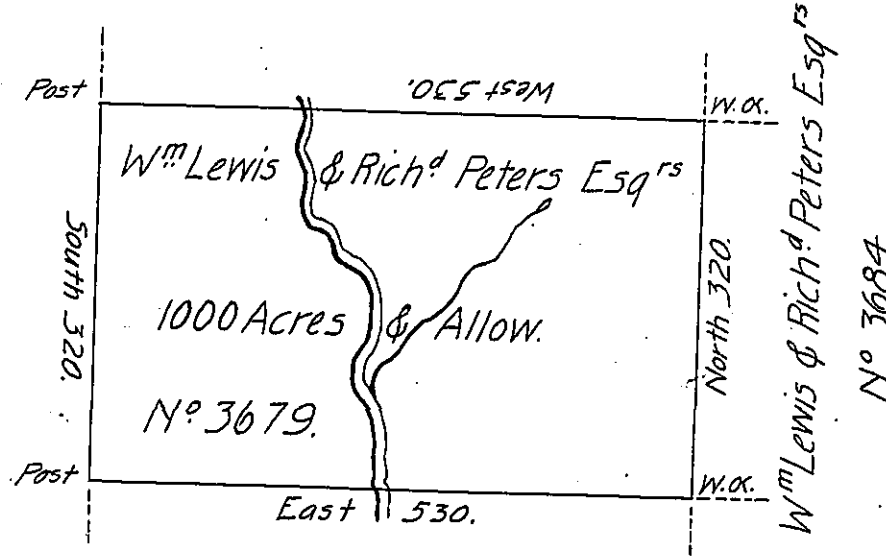 Post
West 530.
W.O.
Wᵐ Lewis & Richᵈ Peters Esqʳˢ
South 320.
1000 Acres & Allow.
North 320.
Nº 3679.
Post
W.O.
East 530.
Wᵐ Lewis & Richᵈ Peters Esqʳˢ
Nº 3684